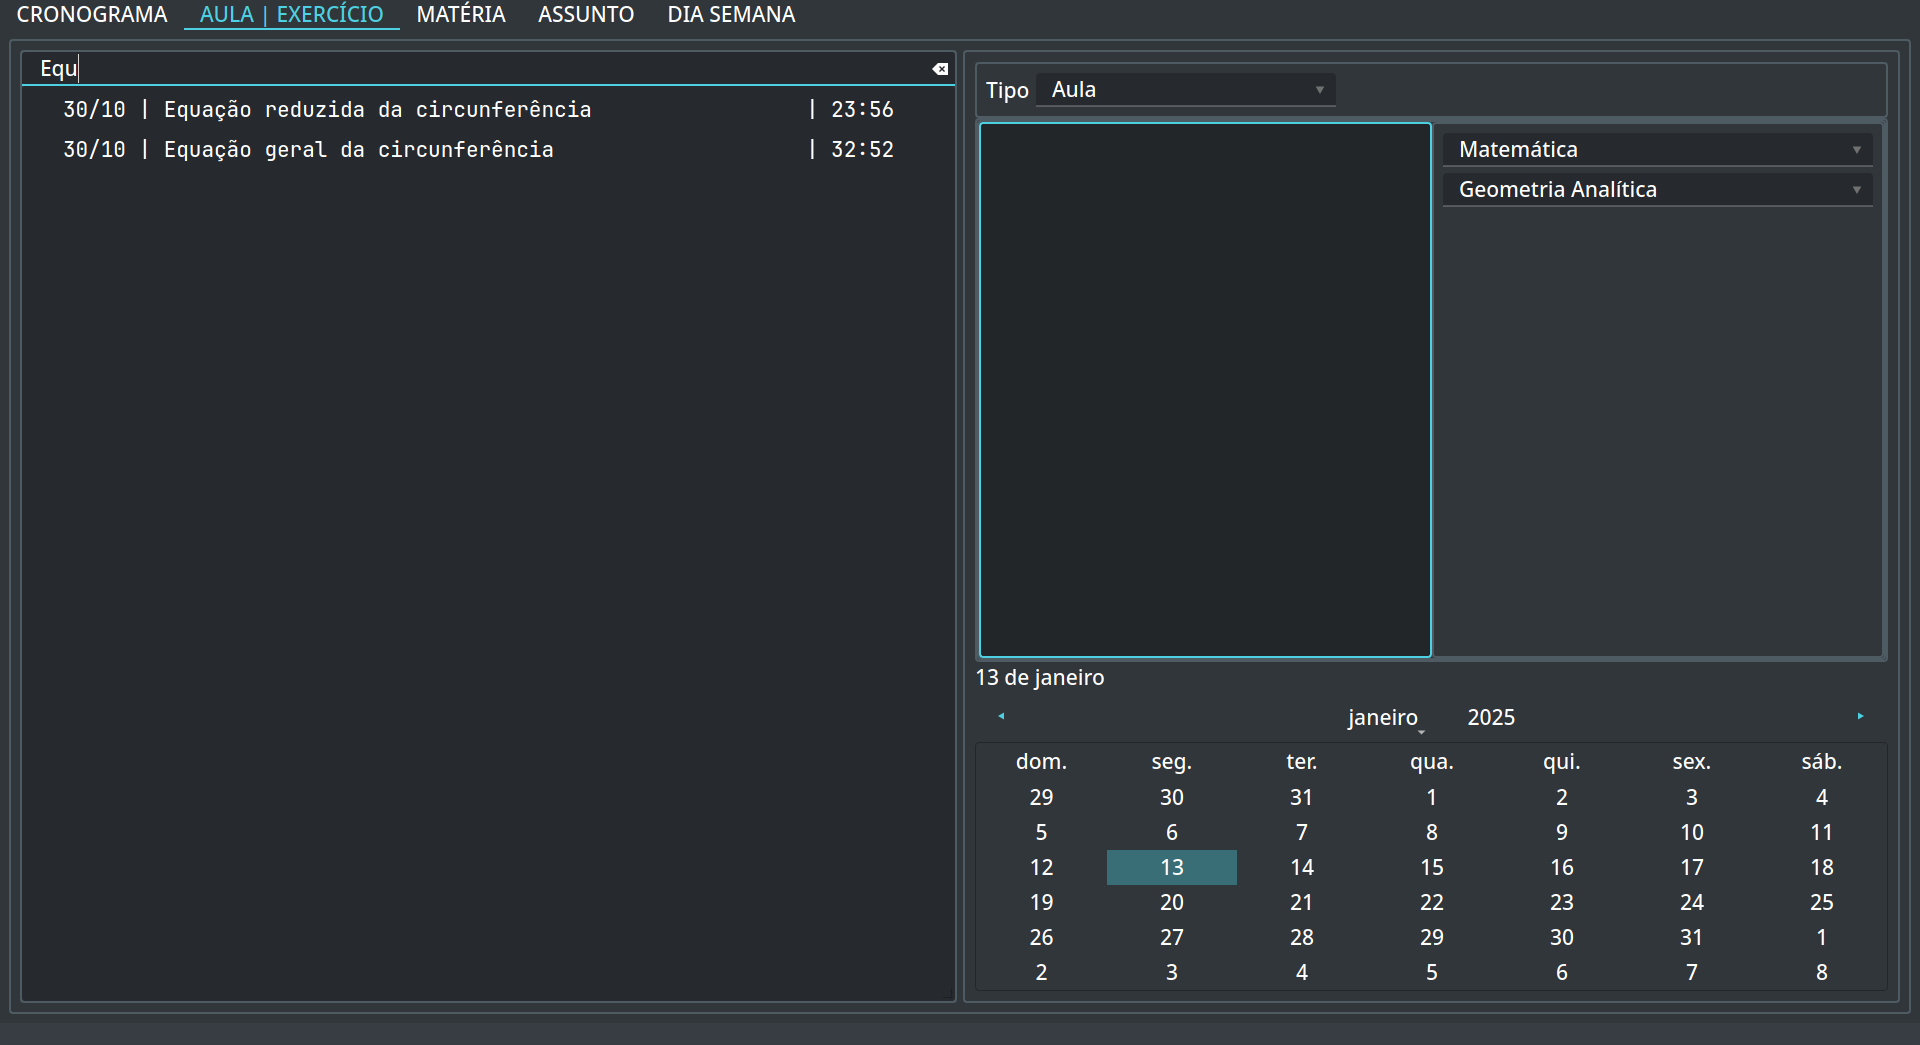 CRONOGRAMA AULA | EXERCÍCIO MATÉRIA ASSUNTO DIA SEMANA
Equ
30/10 | Equação reduzida da circunferência | 23:56
30/10 | Equação geral da circunferência | 32:52
Tipo Aula
Matemática
Geometria Analítica
13 de janeiro
janeiro 2025
dom. seg. ter. qua. qui. sex. sáb.
29 30 31 1 2 3 4
5 6 7 8 9 10 11
12 13 14 15 16 17 18
19 20 21 22 23 24 25
26 27 28 29 30 31 1
2 3 4 5 6 7 8